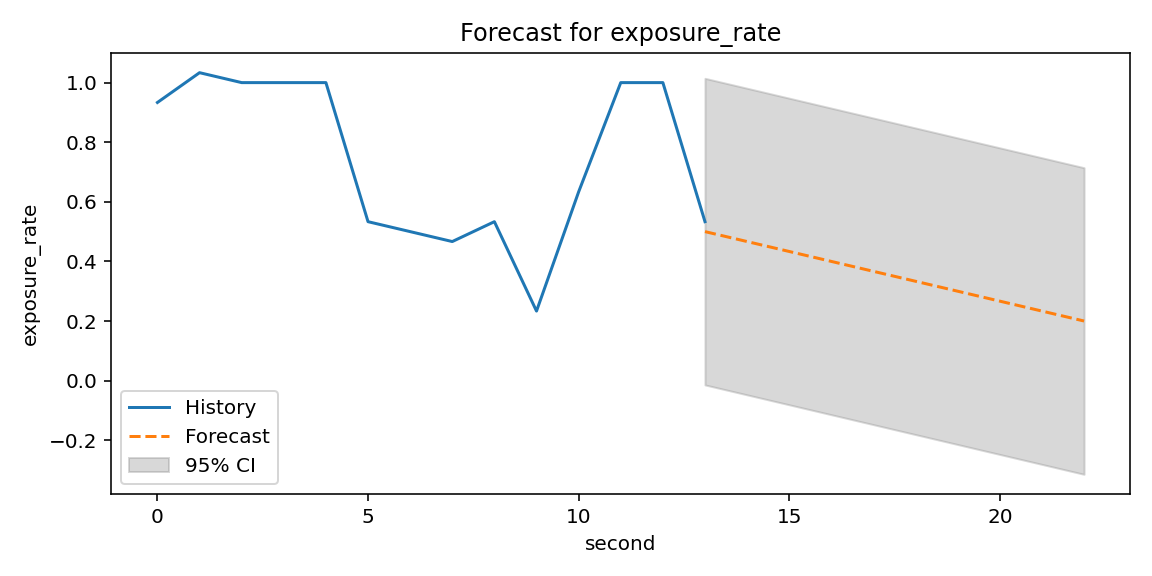 Forecast for exposure_rate
exposure_rate
1.0
0.8
0.6
0.4
0.2
0.0
−0.2
History
Forecast
95% CI
0 5 10 15 20
second